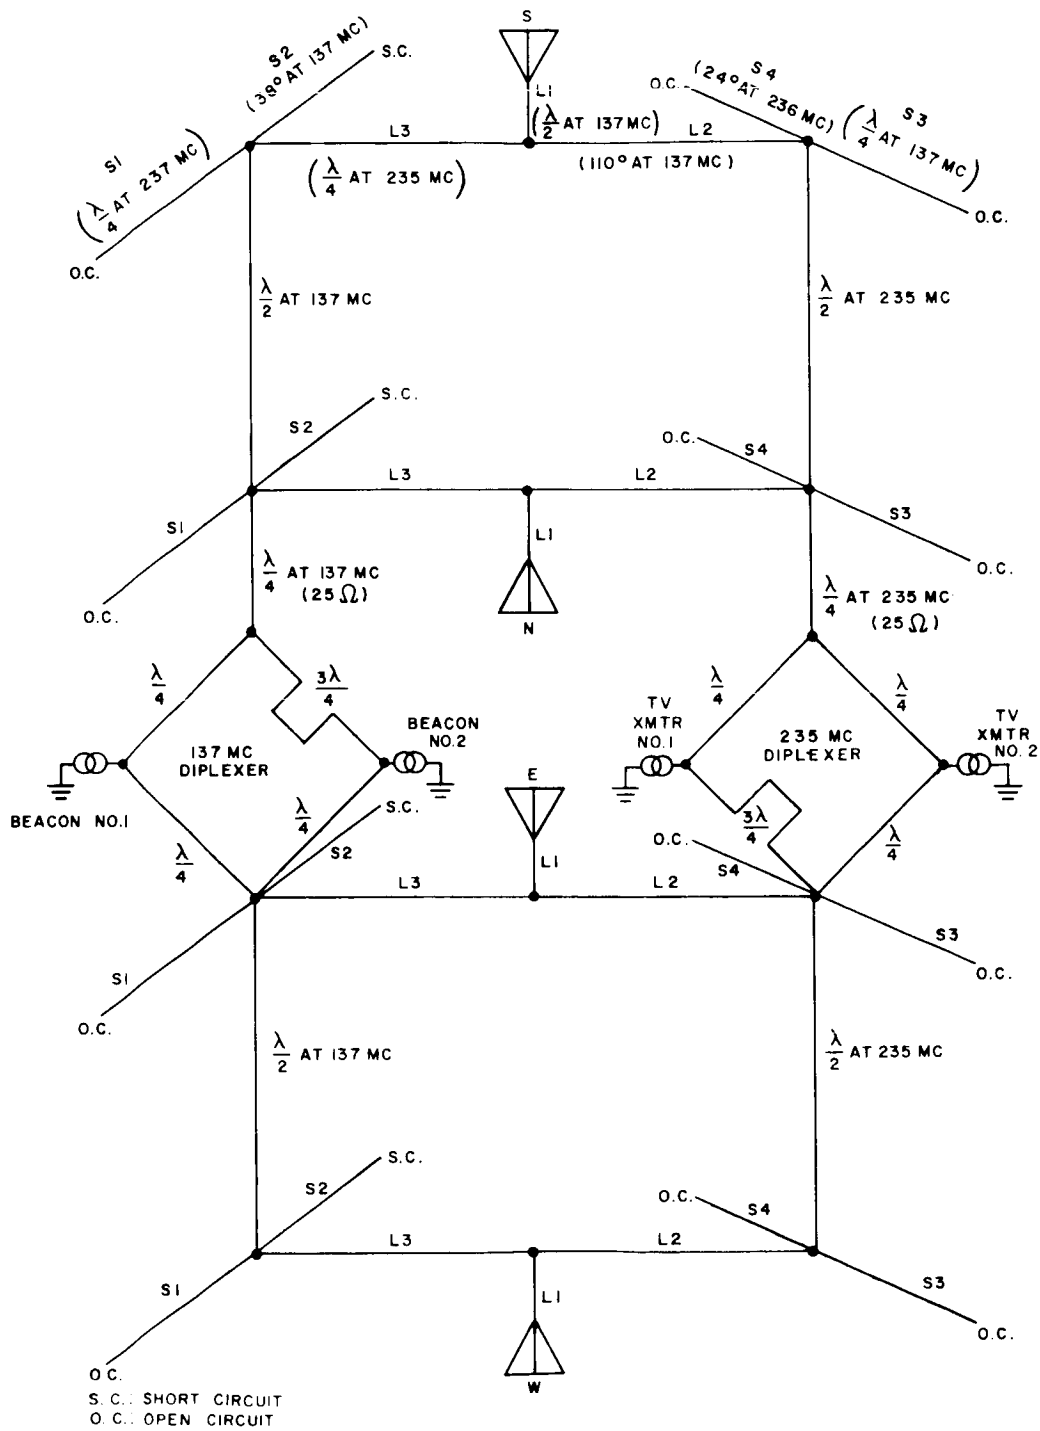 S
S2
(38° AT 137 MC)
S.C.
L1
(λ/2 AT 137 MC)
O.C.
S4
(24° AT 236 MC)
S3
(λ/4 AT 137 MC)
S1
(λ/4 AT 237 MC)
L3
(λ/4 AT 235 MC)
L2
(110° AT 137 MC)
O.C.
O.C.
λ/2 AT 137 MC
λ/2 AT 235 MC
S.C.
S2
O.C.
S4
L3
L2
S1
L1
S3
O.C.
O.C.
λ/4 AT 137 MC
(25Ω)
N
λ/4 AT 235 MC
(25Ω)
λ/4
3λ/4
λ/4
λ/4
BEACON
NO.2
137 MC
DIPLEXER
TV
XMTR
NO.1
235 MC
DIPLEXER
TV
XMTR
NO. 2
BEACON NO.1
E
λ/4
λ/4
S.C.
S2
3λ/4
λ/4
O.C.
S4
L1
L3
L2
S1
S3
O.C.
O.C.
λ/2 AT 137 MC
λ/2 AT 235 MC
S.C.
S2
O.C.
S4
L3
L2
S1
L1
S3
O.C.
O.C.
W
S.C.: SHORT CIRCUIT
O.C.: OPEN CIRCUIT